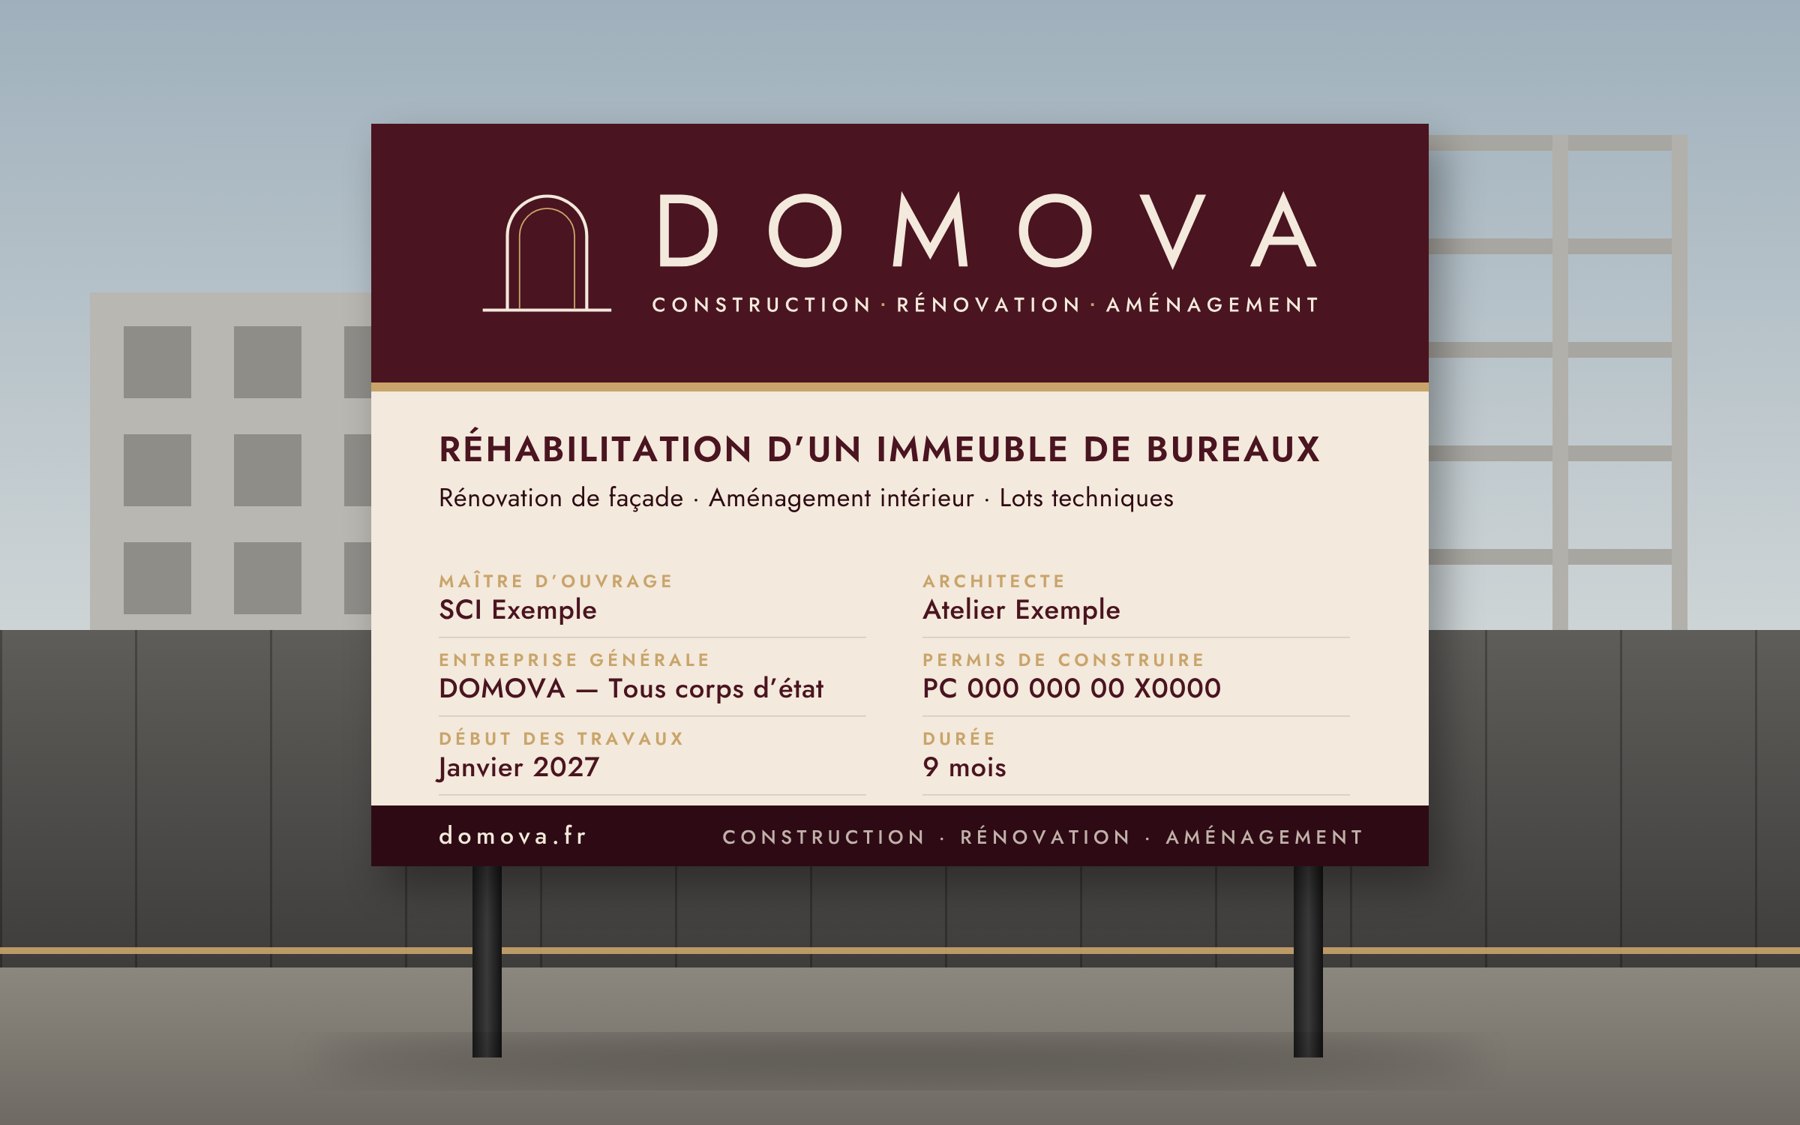 DOMOVA
CONSTRUCTION · RÉNOVATION · AMÉNAGEMENT
RÉHABILITATION D’UN IMMEUBLE DE BUREAUX
Rénovation de façade · Aménagement intérieur · Lots techniques
MAÎTRE D’OUVRAGE
SCI Exemple
ARCHITECTE
Atelier Exemple
ENTREPRISE GÉNÉRALE
DOMOVA — Tous corps d’état
PERMIS DE CONSTRUIRE
PC 000 000 00 X0000
DÉBUT DES TRAVAUX
Janvier 2027
DURÉE
9 mois
domova.fr
CONSTRUCTION · RÉNOVATION · AMÉNAGEMENT